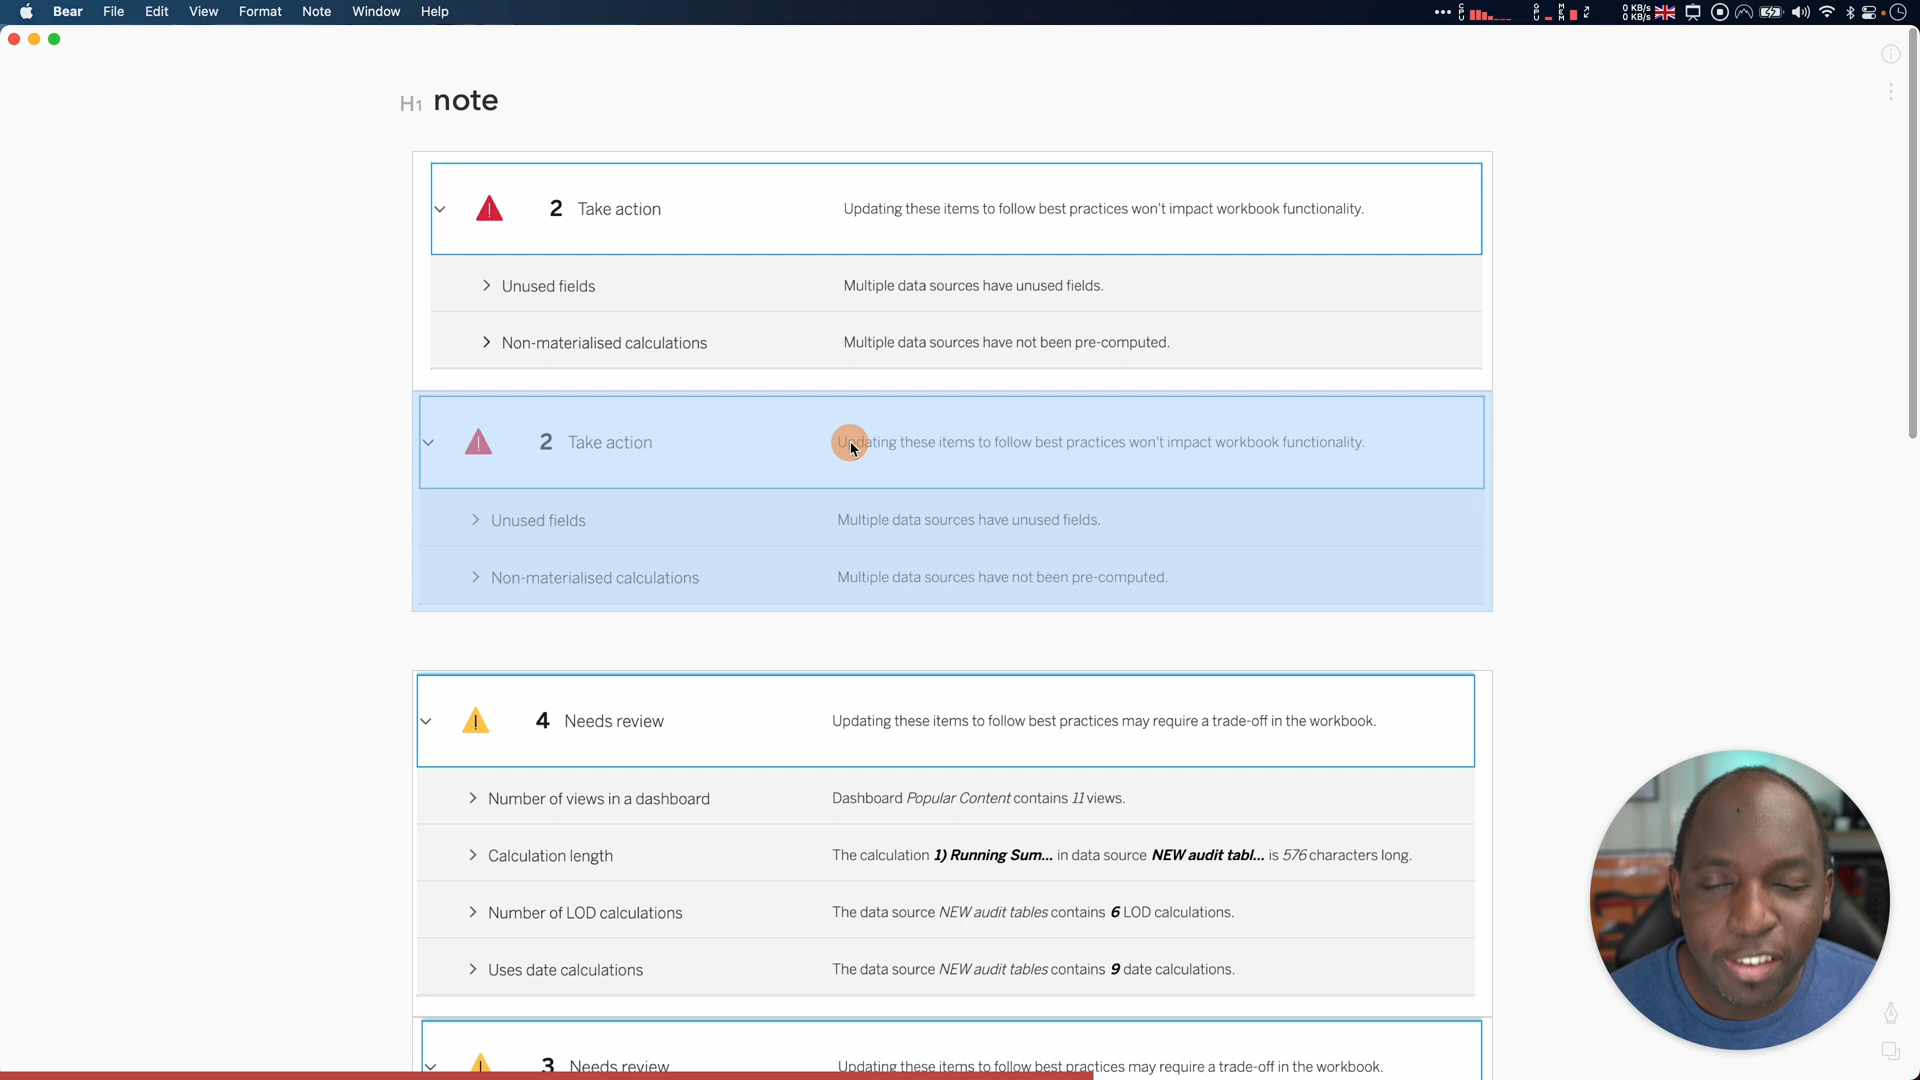 Bear File Edit View Format Note Window Help
0 KB/s
0 KB/s
CPU
GPU
MEM
H1 note
2 Take action Updating these items to follow best practices won't impact workbook functionality.
Unused fields Multiple data sources have unused fields.
Non-materialised calculations Multiple data sources have not been pre-computed.
2 Take action Updating these items to follow best practices won't impact workbook functionality.
Unused fields Multiple data sources have unused fields.
Non-materialised calculations Multiple data sources have not been pre-computed.
4 Needs review Updating these items to follow best practices may require a trade-off in the workbook.
Number of views in a dashboard Dashboard Popular Content contains 11 views.
Calculation length The calculation 1) Running Sum... in data source NEW audit tabl... is 576 characters long.
Number of LOD calculations The data source NEW audit tables contains 6 LOD calculations.
Uses date calculations The data source NEW audit tables contains 9 date calculations.
3 Needs review Updating these items to follow best practices may require a trade-off in the workbook.